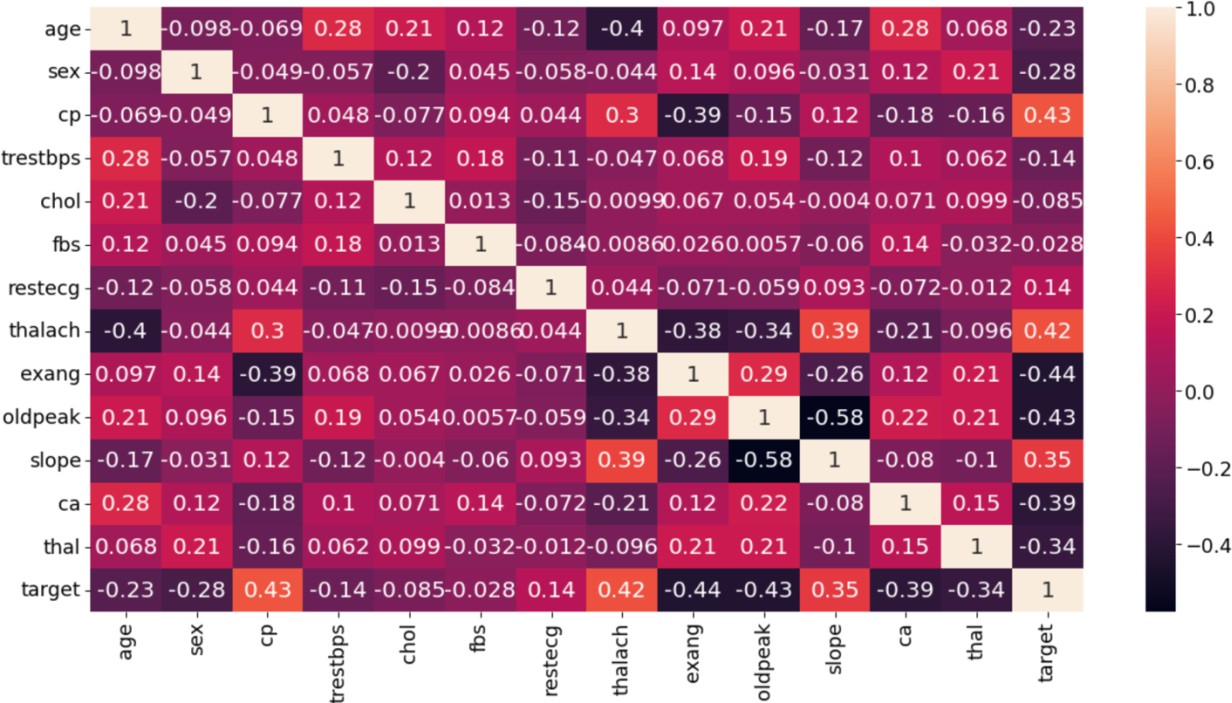 age 1 -0.098 -0.069 0.28 0.21 0.12 -0.12 -0.4 0.097 0.21 -0.17 0.28 0.068 -0.23
sex -0.098 1 -0.049 -0.057 -0.2 0.045 -0.058 -0.044 0.14 0.096 -0.031 0.12 0.21 -0.28
cp -0.069 -0.049 1 0.048 -0.077 0.094 0.044 0.3 -0.39 -0.15 0.12 -0.18 -0.16 0.43
trestbps 0.28 -0.057 0.048 1 0.12 0.18 -0.11 -0.047 0.068 0.19 -0.12 0.1 0.062 -0.14
chol 0.21 -0.2 -0.077 0.12 1 0.013 -0.15 -0.0099 0.067 0.054 -0.004 0.071 0.099 -0.085
fbs 0.12 0.045 0.094 0.18 0.013 1 -0.084 -0.0086 0.026 0.0057 -0.06 0.14 -0.032 -0.028
restecg -0.12 -0.058 0.044 -0.11 -0.15 -0.084 1 0.044 -0.071 -0.059 0.093 -0.072 -0.012 0.14
thalach -0.4 -0.044 0.3 -0.047 -0.0099 -0.0086 0.044 1 -0.38 -0.34 0.39 -0.21 -0.096 0.42
exang 0.097 0.14 -0.39 0.068 0.067 0.026 -0.071 -0.38 1 0.29 -0.26 0.12 0.21 -0.44
oldpeak 0.21 0.096 -0.15 0.19 0.054 0.0057 -0.059 -0.34 0.29 1 -0.58 0.22 0.21 -0.43
slope -0.17 -0.031 0.12 -0.12 -0.004 -0.06 0.093 0.39 -0.26 -0.58 1 -0.08 -0.1 0.35
ca 0.28 0.12 -0.18 0.1 0.071 0.14 -0.072 -0.21 0.12 0.22 -0.08 1 0.15 -0.39
thal 0.068 0.21 -0.16 0.062 0.099 -0.032 -0.012 -0.096 0.21 0.21 -0.1 0.15 1 -0.34
target -0.23 -0.28 0.43 -0.14 -0.085 -0.028 0.14 0.42 -0.44 -0.43 0.35 -0.39 -0.34 1
age sex cp trestbps chol fbs restecg thalach exang oldpeak slope ca thal target
1.0
0.8
0.6
0.4
0.2
0.0
−0.2
−0.4